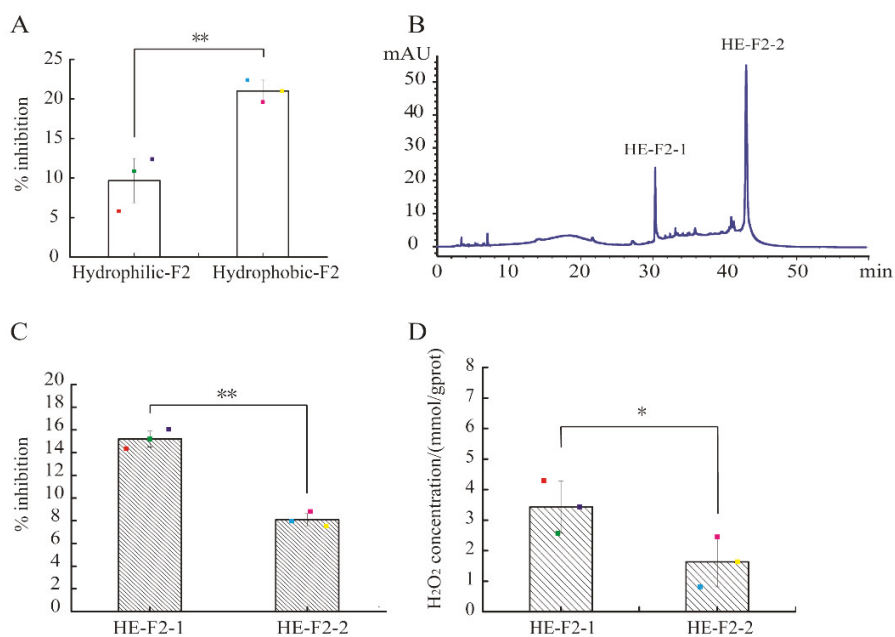 A
**
% inhibition
25
20
15
10
5
0
Hydrophilic-F2
Hydrophobic-F2
B
mAU
HE-F2-2
HE-F2-1
50
40
30
20
10
0
0
10
20
30
40
50
min
C
**
% inhibition
20
18
16
14
12
10
8
6
4
2
0
HE-F2-1
HE-F2-2
D
*
H2O2 concentration/(mmol/gprot)
8
7
6
5
4
3
2
1
0
HE-F2-1
HE-F2-2